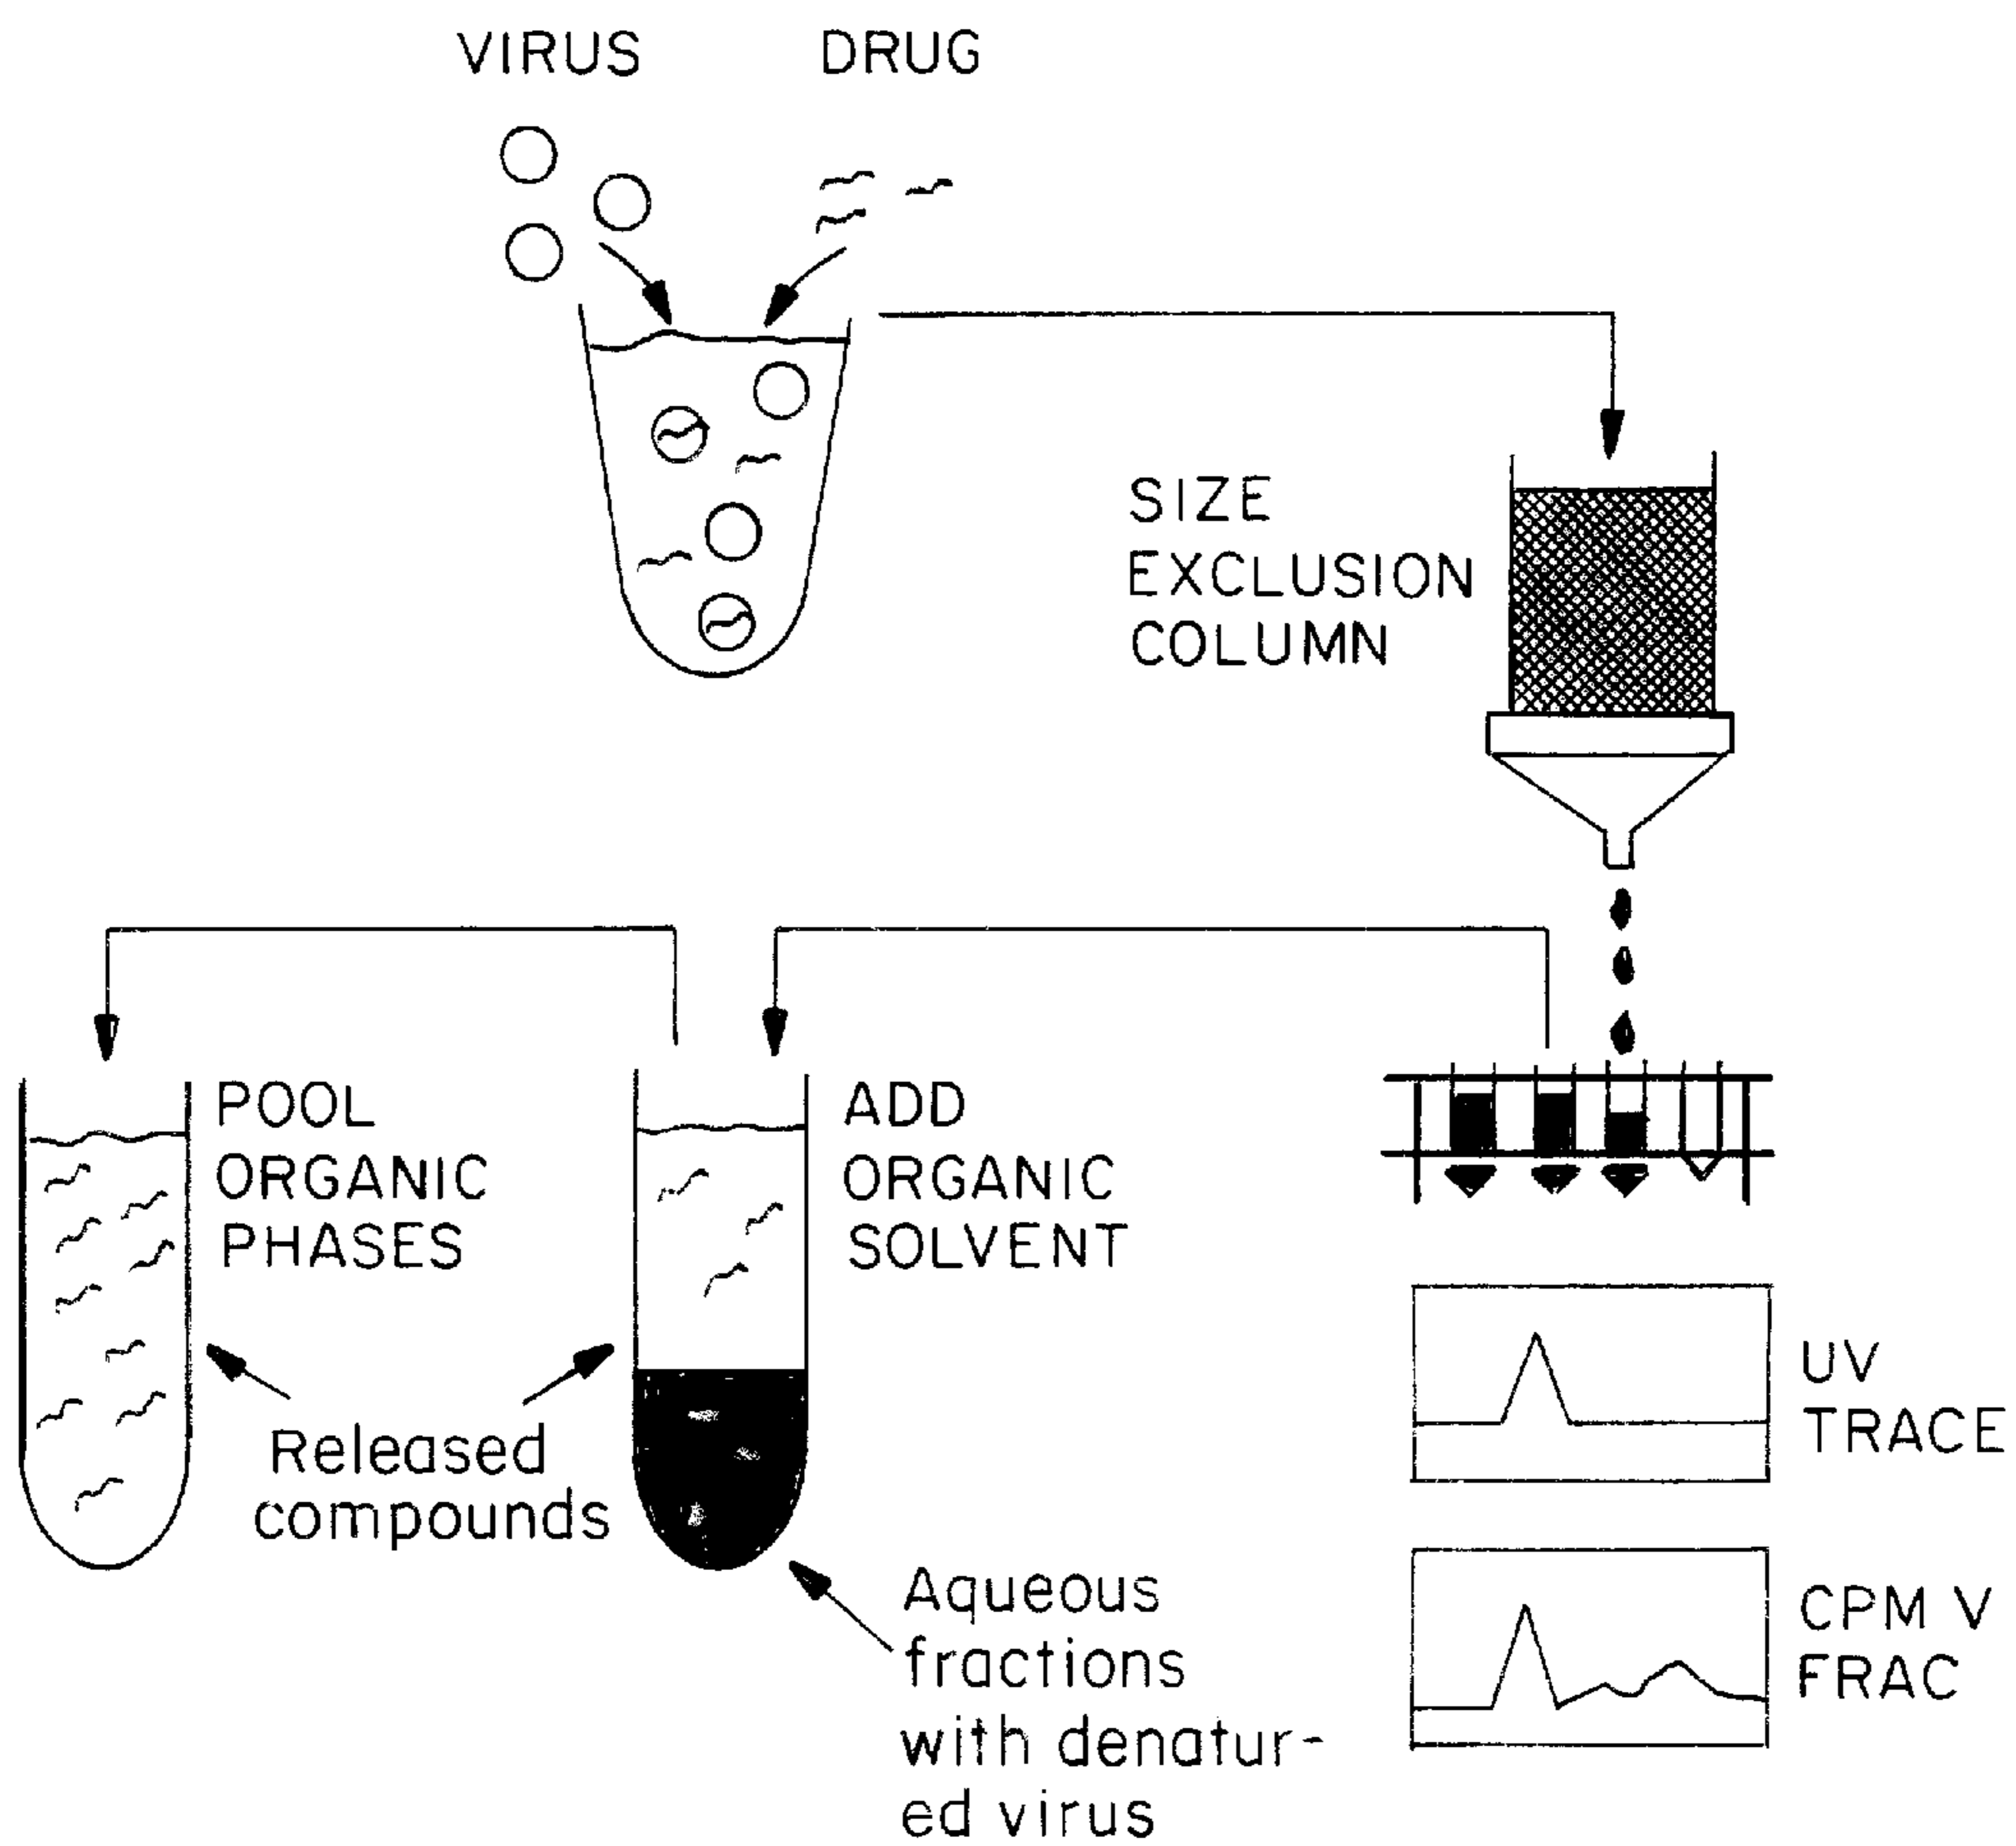 VIRUS
DRUG
SIZE
EXCLUSION
COLUMN
POOL
ORGANIC
PHASES
ADD
ORGANIC
SOLVENT
Released
compounds
Aqueous
fractions
with denatur-
ed virus
UV
TRACE
CPM V
FRAC